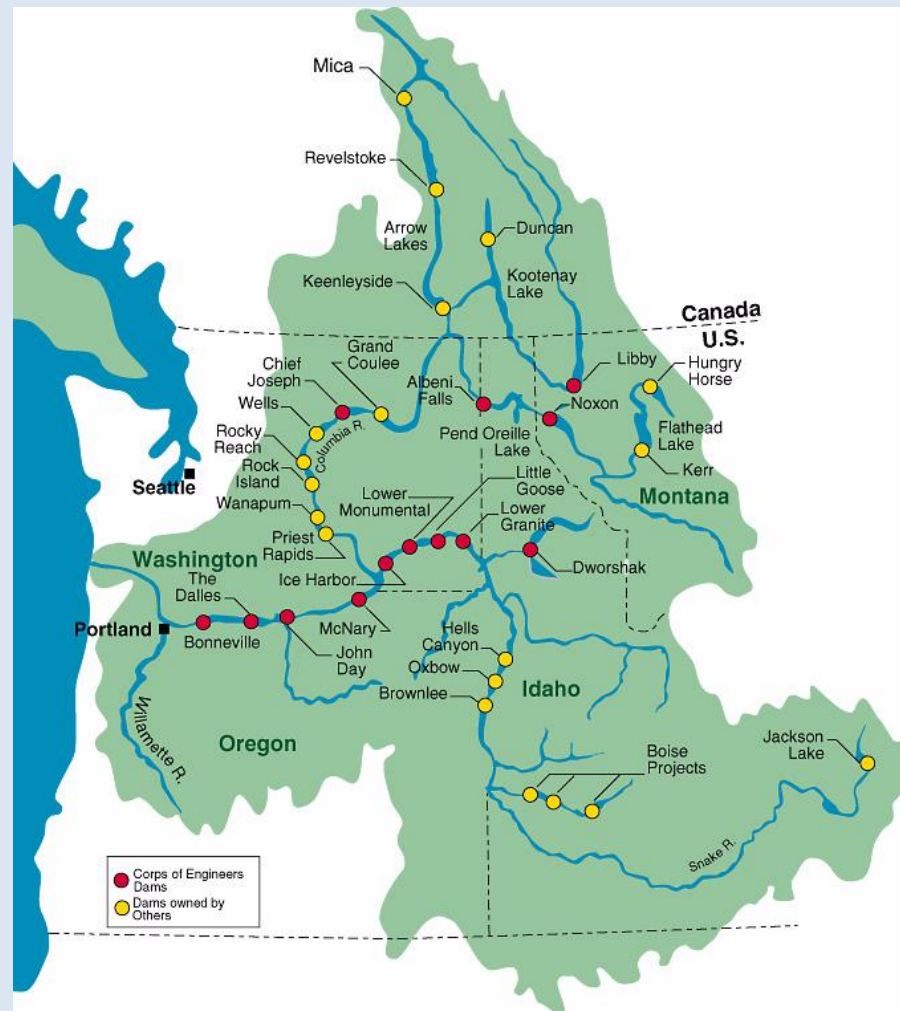 Mica
Revelstoke
Arrow
Lakes
Duncan
Kootenay
Lake
Keenleyside
Canada
U.S.
Grand
Coulee
Chief
Joseph
Albeni
Falls
Libby
Hungry
Horse
Wells
Noxon
Columbia R.
Rocky
Reach
Pend Oreille
Lake
Flathead
Lake
Rock
Island
Kerr
Seattle
Little
Goose
Montana
Lower
Monumental
Wanapum
Lower
Granite
Priest
Rapids
Washington
Ice Harbor
Dworshak
The
Dalles
Portland
Bonneville
McNary
John
Day
Hells
Canyon
Oxbow
Brownlee
Idaho
Willamette R.
Oregon
Boise
Projects
Jackson
Lake
Snake R.
Corps of Engineers
Dams
Dams owned by
Others